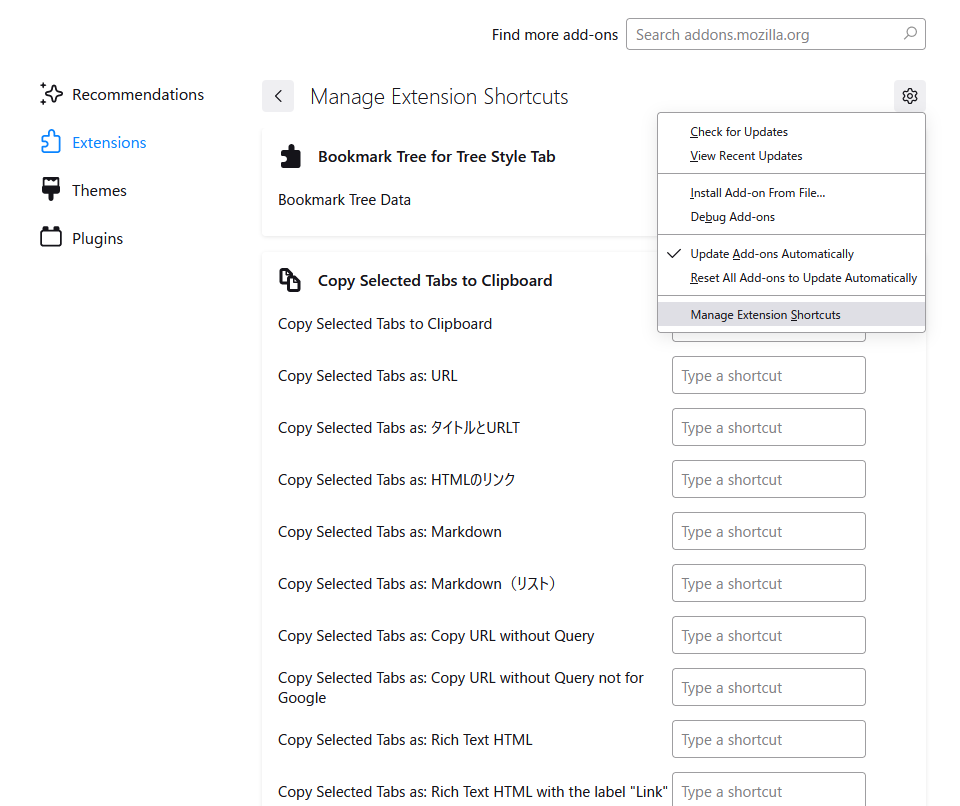 Find more add-ons
Search addons.mozilla.org
Recommendations
Extensions
Themes
Plugins
Manage Extension Shortcuts
Check for Updates
View Recent Updates
Install Add-on From File...
Debug Add-ons
Update Add-ons Automatically
Reset All Add-ons to Update Automatically
Manage Extension Shortcuts
Bookmark Tree for Tree Style Tab
Bookmark Tree Data
Copy Selected Tabs to Clipboard
Copy Selected Tabs to Clipboard
Copy Selected Tabs as: URL
Type a shortcut
Copy Selected Tabs as: タイトルとURLT
Type a shortcut
Copy Selected Tabs as: HTMLのリンク
Type a shortcut
Copy Selected Tabs as: Markdown
Type a shortcut
Copy Selected Tabs as: Markdown（リスト）
Type a shortcut
Copy Selected Tabs as: Copy URL without Query
Type a shortcut
Copy Selected Tabs as: Copy URL without Query not for
Google
Type a shortcut
Copy Selected Tabs as: Rich Text HTML
Type a shortcut
Copy Selected Tabs as: Rich Text HTML with the label "Link"
Type a shortcut